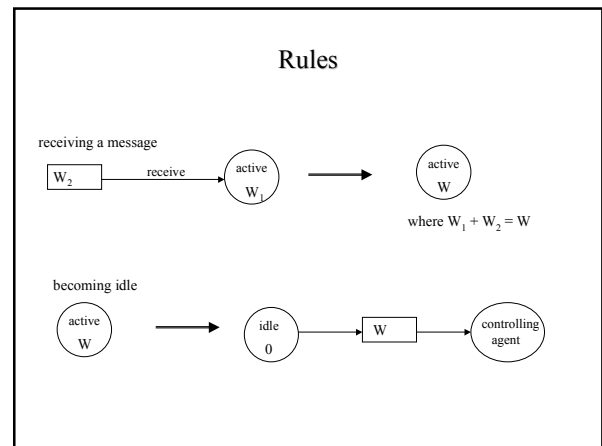 Rules
receiving a message
W₂
receive
active
W₁
active
W
where W₁ + W₂ = W
becoming idle
active
W
idle
0
W
controlling
agent